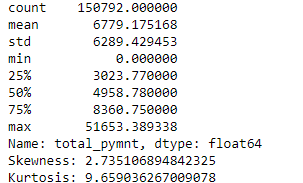 count    150792.000000
mean       6779.175168
std        6289.429453
min           0.000000
25%        3023.770000
50%        4958.780000
75%        8360.750000
max       51653.389338
Name: total_pymnt, dtype: float64
Skewness: 2.735106894842325
Kurtosis: 9.659036267009078